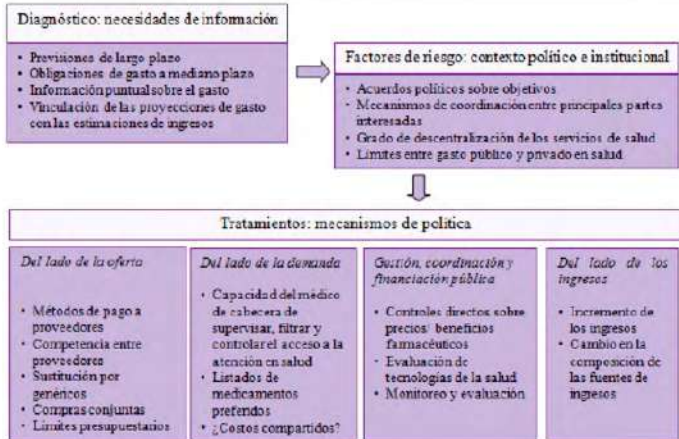 Diagnóstico: necesidades de información
• Previsiones de largo plazo
• Obligaciones de gasto a mediano plazo
• Información puntual sobre el gasto
• Vinculación de las proyecciones de gasto
con las estimaciones de ingresos
Factores de riesgo: contexto político e institucional
• Acuerdos políticos sobre objetivos
• Mecanismos de coordinación entre principales partes
interesadas
• Grado de descentralización de los servicios de salud
• Límites entre gasto público y privado en salud
Tratamientos: mecanismos de política
Del lado de la oferta
• Métodos de pago a
proveedores
• Competencia entre
proveedores
• Sustitución por
genéricos
• Compras conjuntas
• Límites presupuestarios
Del lado de la demanda
• Capacidad del médico
de cabecera de
supervisar, filtrar y
controlar el acceso a la
atención en salud
• Listados de
medicamentos
preferidos
• ¿Costos compartidos?
Gestión, coordinación y
financiación pública
• Controles directos sobre
precios/ beneficios
farmacéuticos
• Evaluación de
tecnologías de la salud
• Monitoreo y evaluación
Del lado de los
ingresos
• Incremento de
los ingresos
• Cambio en la
composición de
las fuentes de
ingresos